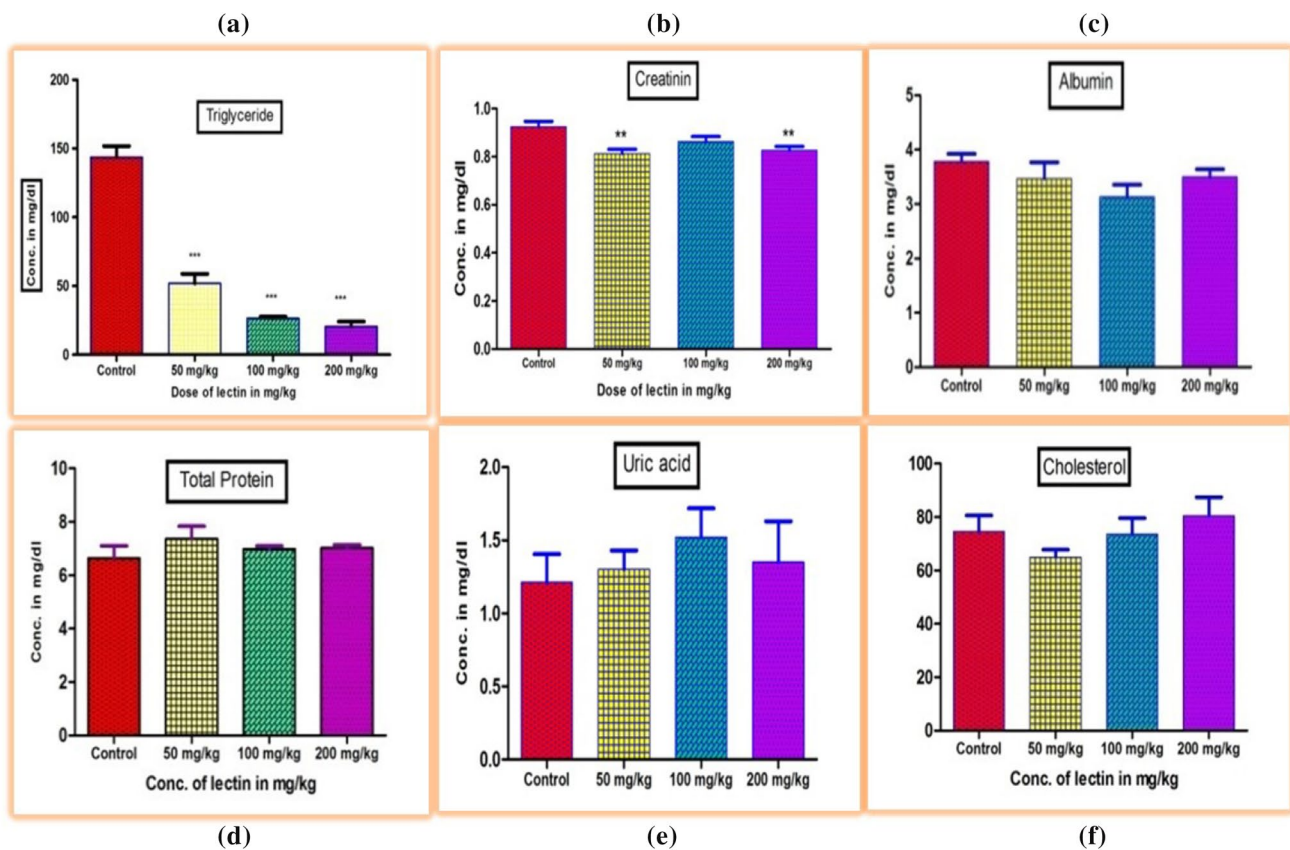 (a)
(b)
(c)
Triglyceride
200
150
100
50
0
Conc. in mg/dl
***
***
***
Control 50 mg/kg 100 mg/kg 200 mg/kg
Dose of lectin in mg/kg
Creatinin
1.0
0.8
0.6
0.4
0.2
0.0
Conc. in mg/dl
**
**
Control 50 mg/kg 100 mg/kg 200 mg/kg
Dose of lectin in mg/kg
Albumin
5
4
3
2
1
0
Conc. in mg/dl
Control 50 mg/kg 100 mg/kg 200 mg/kg
Total Protein
10
8
6
4
2
0
Conc. in mg/dl
Control 50 mg/kg 100 mg/kg 200 mg/kg
Conc. of lectin in mg/kg
Uric acid
2.0
1.5
1.0
0.5
0.0
Conc. in mg/dl
Control 50 mg/kg 100 mg/kg 200 mg/kg
Cholesterol
100
80
60
40
20
0
Conc. in mg/dl
Control 50 mg/kg 100 mg/kg 200 mg/kg
Conc. of lectin in mg/kg
(d)
(e)
(f)